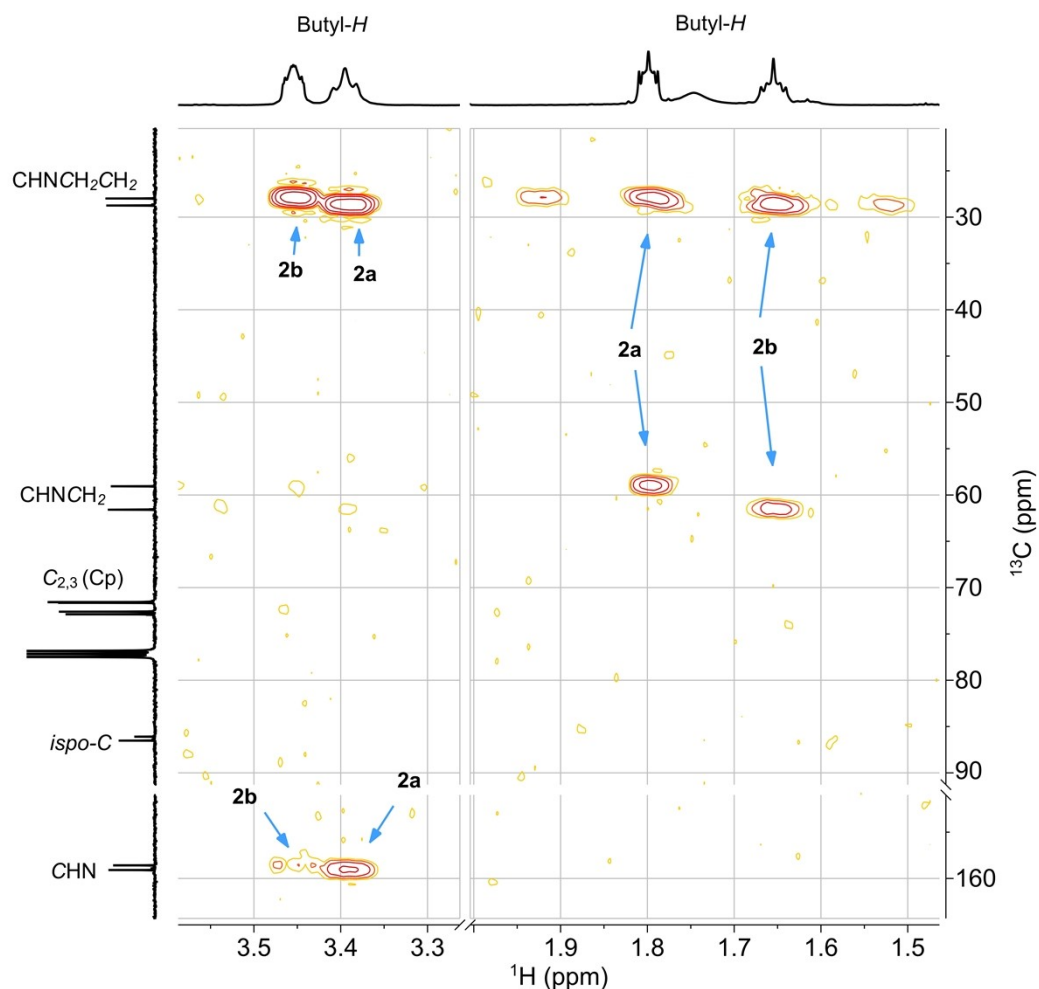 Butyl-H
Butyl-H
CHNCH₂CH₂
2b
2a
30
40
2a
2b
50
CHNCH₂
60
C₂,₃ (Cp)
70
80
ispo-C
90
2b
2a
CHN
160
¹³C (ppm)
3.5
3.4
3.3
1.9
1.8
1.7
1.6
1.5
¹H (ppm)